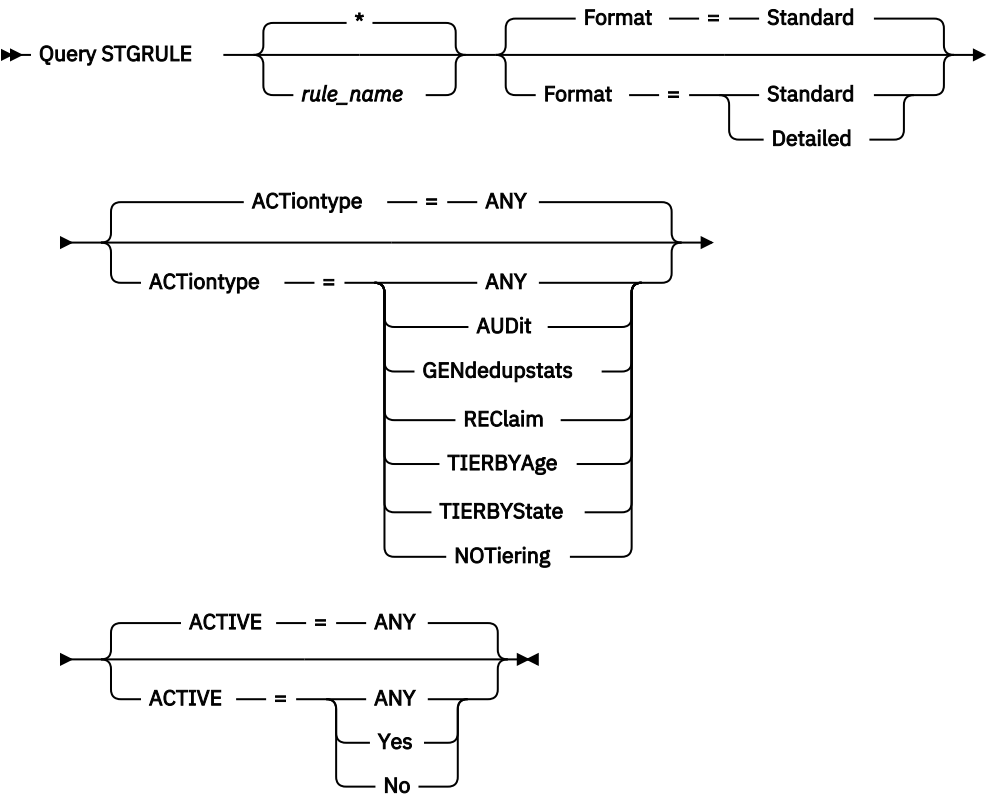 *
Format = Standard
Query STGRULE
rule_name
Format = Standard
Detailed
ACTiontype = ANY
ACTiontype = ANY
AUDit
GENdedupstats
REClaim
TIERBYAge
TIERBYState
NOTiering
ACTIVE = ANY
ACTIVE = ANY
Yes
No